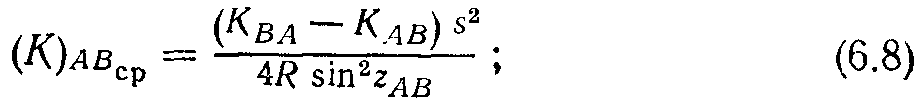 (K)_{AB_{ср}} = \frac{(K_{BA} - K_{AB}) s^2}{4R \sin^2 z_{AB}} ; (6.8)